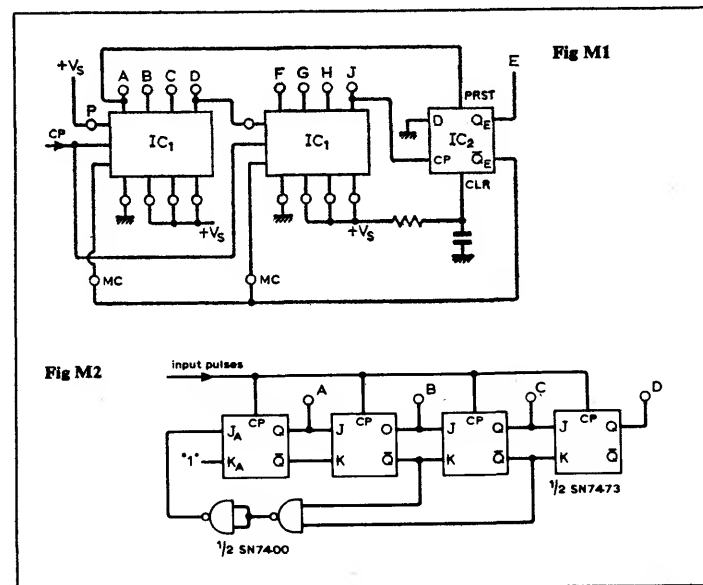 Fig M1
+VS
A B C D
F G H J
E
P
PRST
CP
IC1
IC1
D QE
IC2
CP Q̄E
CLR
+VS
+VS
MC
MC
Fig M2
input pulses
A
B
C
D
CP
CP
CP
CP
JA Q
J Q
J Q
J Q
"1"
KA Q̄
K Q̄
K Q̄
K Q̄
1/2 SN7473
1/2 SN7400